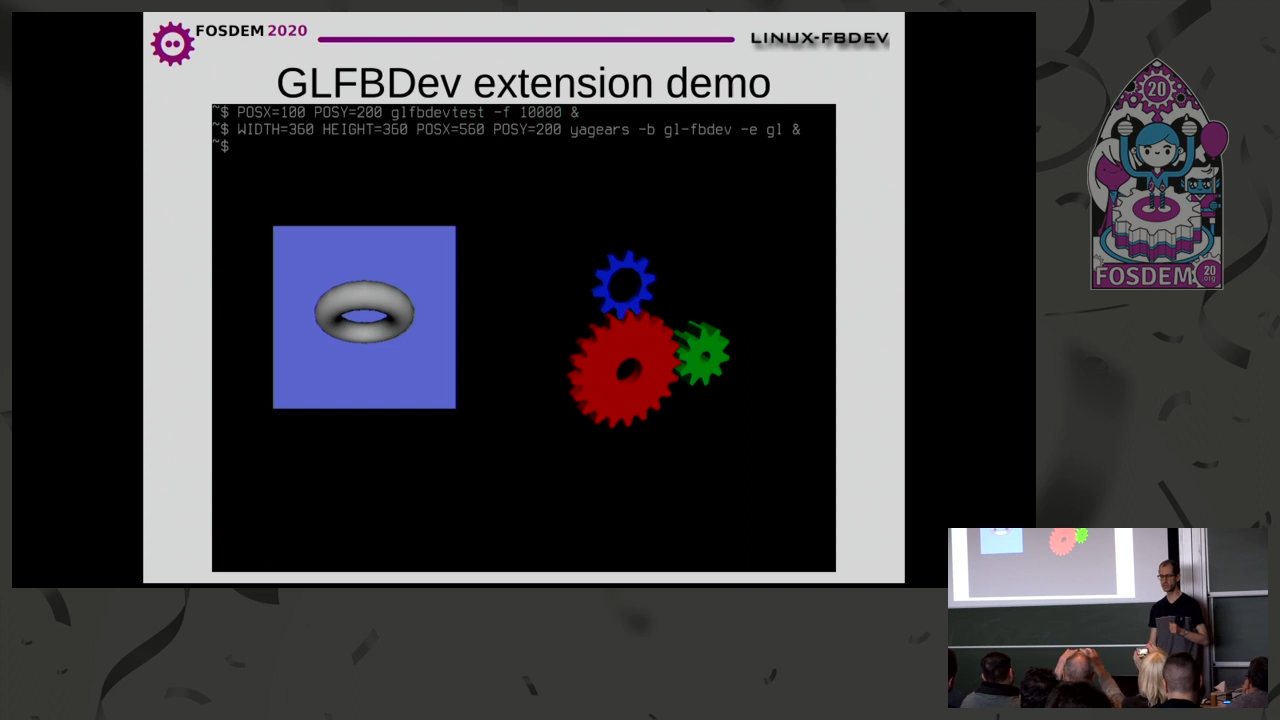 FOSDEM 2020
LINUX-FBDEV
GLFBDev extension demo
~$ POSX=100 POSY=200 glfbdevtest -f 10000 &
~$ WIDTH=360 HEIGHT=360 POSX=560 POSY=200 yagears -b gl-fbdev -e gl &
~$
20
FOSDEM
20
.org